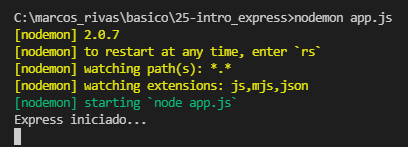 C:\marcos_rivas\basico\25-intro_express>nodemon app.js
[nodemon] 2.0.7
[nodemon] to restart at any time, enter `rs`
[nodemon] watching path(s): *.*
[nodemon] watching extensions: js,mjs,json
[nodemon] starting `node app.js`
Express iniciado...